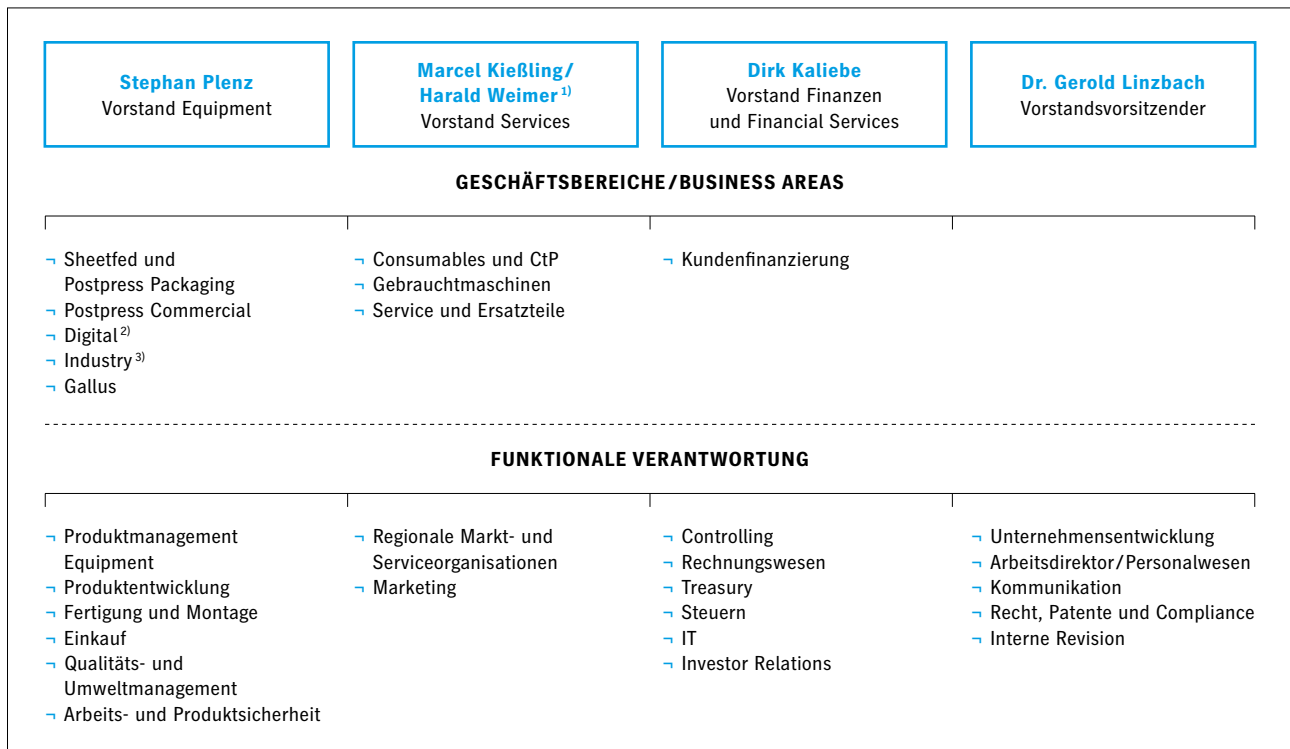 Stephan Plenz
Vorstand Equipment
Marcel Kießling/
Harald Weimer 1)
Vorstand Services
Dirk Kaliebe
Vorstand Finanzen
und Financial Services
Dr. Gerold Linzbach
Vorstandsvorsitzender
GESCHÄFTSBEREICHE/BUSINESS AREAS
¬ Sheetfed und
Postpress Packaging
¬ Postpress Commercial
¬ Digital 2)
¬ Industry 3)
¬ Gallus
¬ Consumables und CtP
¬ Gebrauchtmaschinen
¬ Service und Ersatzteile
¬ Kundenfinanzierung
FUNKTIONALE VERANTWORTUNG
¬ Produktmanagement
Equipment
¬ Produktentwicklung
¬ Fertigung und Montage
¬ Einkauf
¬ Qualitäts- und
Umweltmanagement
¬ Arbeits- und Produktsicherheit
¬ Regionale Markt- und
Serviceorganisationen
¬ Marketing
¬ Controlling
¬ Rechnungswesen
¬ Treasury
¬ Steuern
¬ IT
¬ Investor Relations
¬ Unternehmensentwicklung
¬ Arbeitsdirektor/Personalwesen
¬ Kommunikation
¬ Recht, Patente und Compliance
¬ Interne Revision